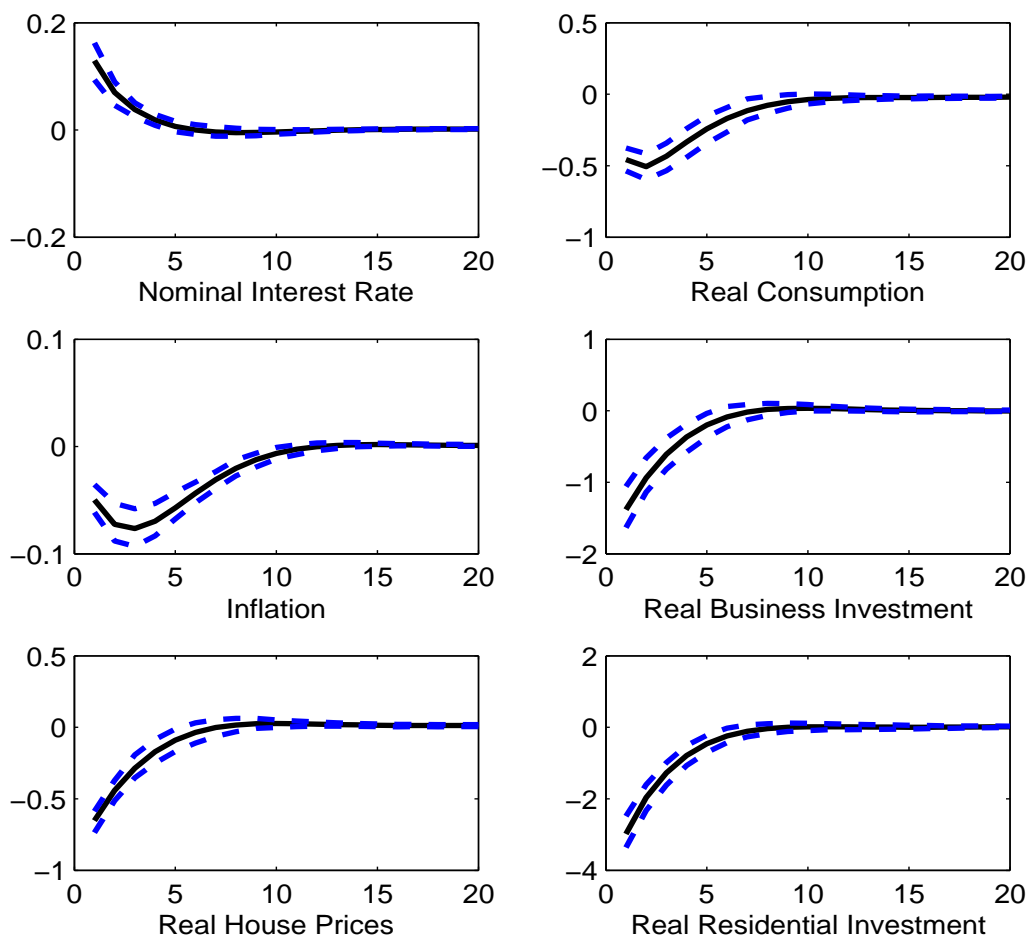 0.2
0
−0.2
0 5 10 15 20
Nominal Interest Rate
0.5
0
−0.5
−1
0 5 10 15 20
Real Consumption
0.1
0
−0.1
0 5 10 15 20
Inflation
1
0
−1
−2
0 5 10 15 20
Real Business Investment
0.5
0
−0.5
−1
0 5 10 15 20
Real House Prices
2
0
−2
−4
0 5 10 15 20
Real Residential Investment